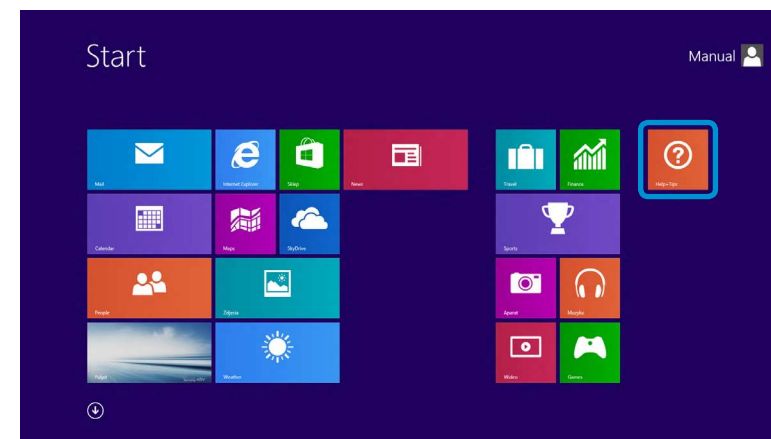 Start
Manual
Mail
Internet Explorer
Sklep
News
Travel
Finance
Help+Tips
Calendar
Maps
SkyDrive
Sports
People
Zdjęcia
Aparat
Muzyka
Pulpit
Weather
Wideo
Games